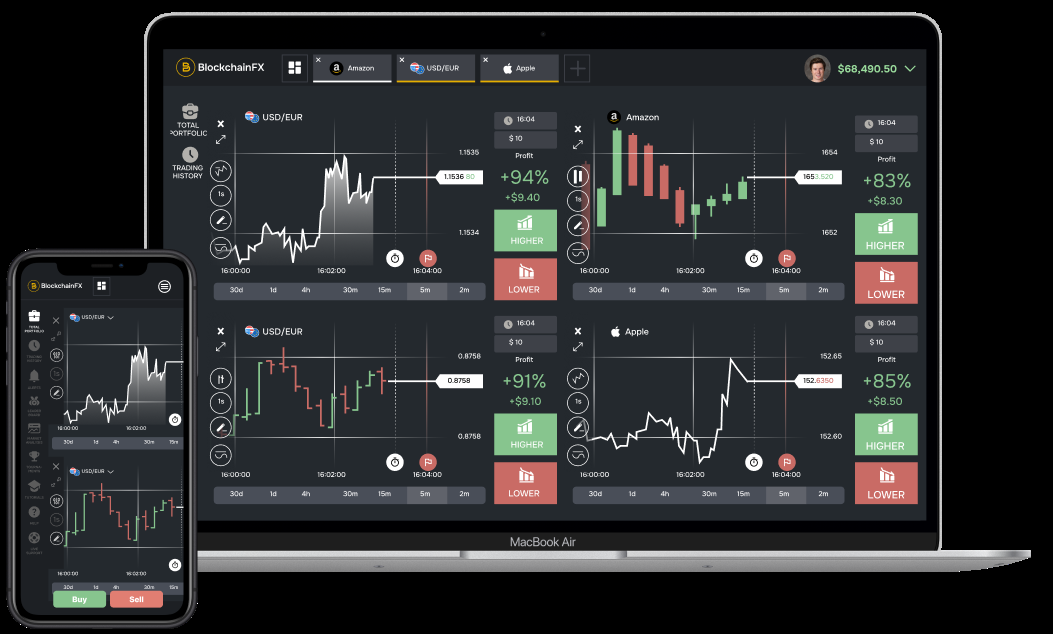 BlockchainFX
Amazon
USD/EUR
Apple
$68,490.50
TOTAL
PORTFOLIO
TRADING
HISTORY
USD/EUR
1s
1.1535
1.1536 80
1.1534
16:00:00
16:02:00
16:04:00
30d
1d
4h
30m
15m
5m
2m
16:04
$ 10
Profit
+94%
+$9.40
HIGHER
LOWER
Amazon
1s
1654
1653.520
1652
16:00:00
16:02:00
16:04:00
30d
1d
4h
30m
15m
5m
2m
16:04
$ 10
Profit
+83%
+$8.30
HIGHER
LOWER
USD/EUR
1s
0.8758
0.8758
0.8758
16:00:00
16:02:00
16:04:00
30d
1d
4h
30m
15m
5m
2m
16:04
$ 10
Profit
+91%
+$9.10
HIGHER
LOWER
Apple
1s
152.65
152.6350
152.60
16:00:00
16:02:00
16:04:00
30d
1d
4h
30m
15m
5m
2m
16:04
$ 10
Profit
+85%
+$8.50
HIGHER
LOWER
MacBook Air
BlockchainFX
TOTAL
PORTFOLIO
TRADING
HISTORY
USD/EUR
1s
16:00:00
16:02:00
30d
1d
4h
30m
15m
USD/EUR
1s
16:00:00
16:02:00
30d
1d
4h
30m
15m
Buy
Sell
HELP
LIVE
SUPPORT